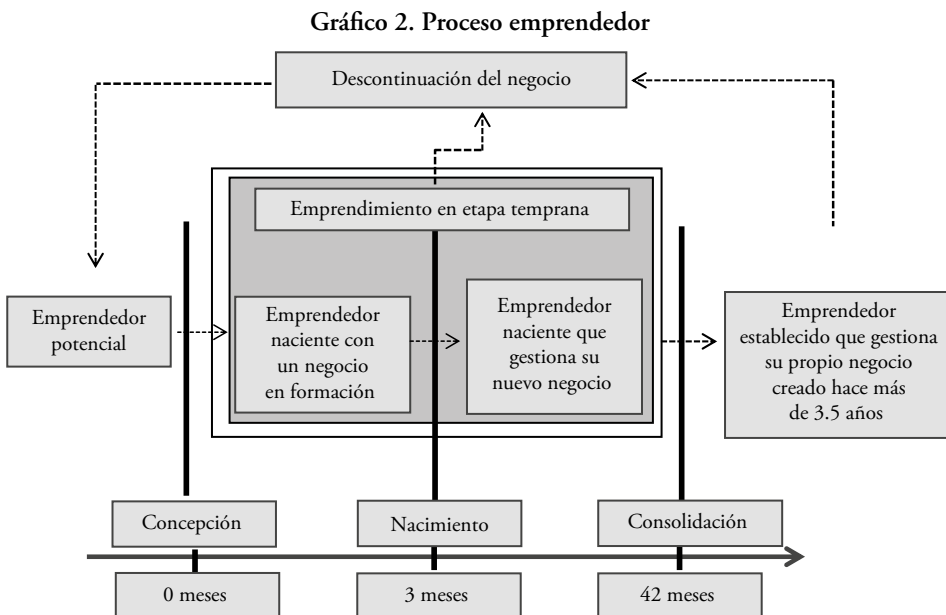 Gráfico 2. Proceso emprendedor
Descontinuación del negocio
Emprendimiento en etapa temprana
Emprendedor
potencial
Emprendedor
naciente con
un negocio
en formación
Emprendedor
naciente que
gestiona su
nuevo negocio
Emprendedor
establecido que gestiona
su propio negocio
creado hace más
de 3.5 años
Concepción
Nacimiento
Consolidación
0 meses
3 meses
42 meses